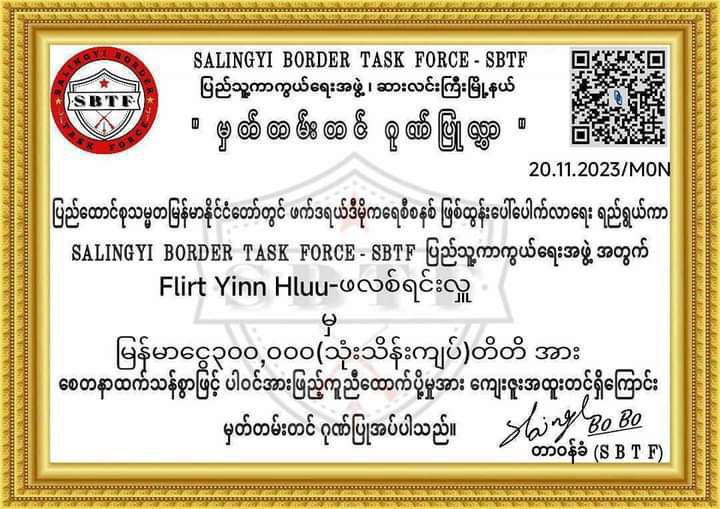 SALINGYI BORDER
SBTF
TASK FORCE
SALINGYI BORDER TASK FORCE - SBTF
ပြည်သူ့ကာကွယ်ရေးအဖွဲ့၊ ဆားလင်းကြီးမြို့နယ်
" မှတ်တမ်းတင် ဂုဏ်ပြုလွှာ "
20.11.2023/M0N
ပြည်ထောင်စုသမ္မတမြန်မာနိုင်ငံတော်တွင် ဖက်ဒရယ်ဒီမိုကရေစီစနစ် ဖြစ်ထွန်းပေါ်ပေါက်လာရေး ရည်ရွယ်ကာ
SALINGYI BORDER TASK FORCE - SBTF ပြည်သူ့ကာကွယ်ရေးအဖွဲ့ အတွက်
Flirt Yinn Hluu-ဖလစ်ရင်းလှူ
မှ
မြန်မာငွေ၃၀၀,၀၀၀(သုံးသိန်းကျပ်)တိတိ အား
စေတနာထက်သန်စွာဖြင့် ပါဝင်အားဖြည့်ကူညီထောက်ပို့မှုအား ကျေးဇူးအထူးတင်ရှိကြောင်း
မှတ်တမ်းတင် ဂုဏ်ပြုအပ်ပါသည်။
Bo Bo
တာဝန်ခံ (S B T F)
SBTF